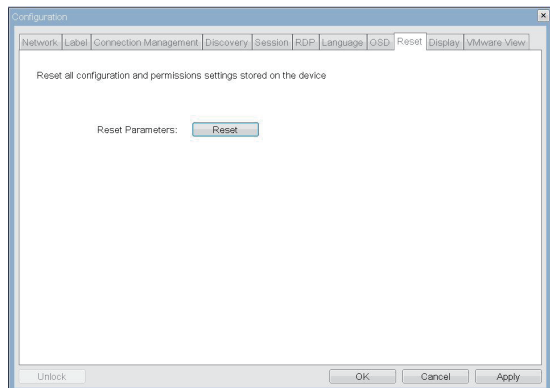 Configuration
Network Label Connection Management Discovery Session RDP Language OSD Reset Display VMware View
Reset all configuration and permissions settings stored on the device
Reset Parameters: Reset
Unlock OK Cancel Apply